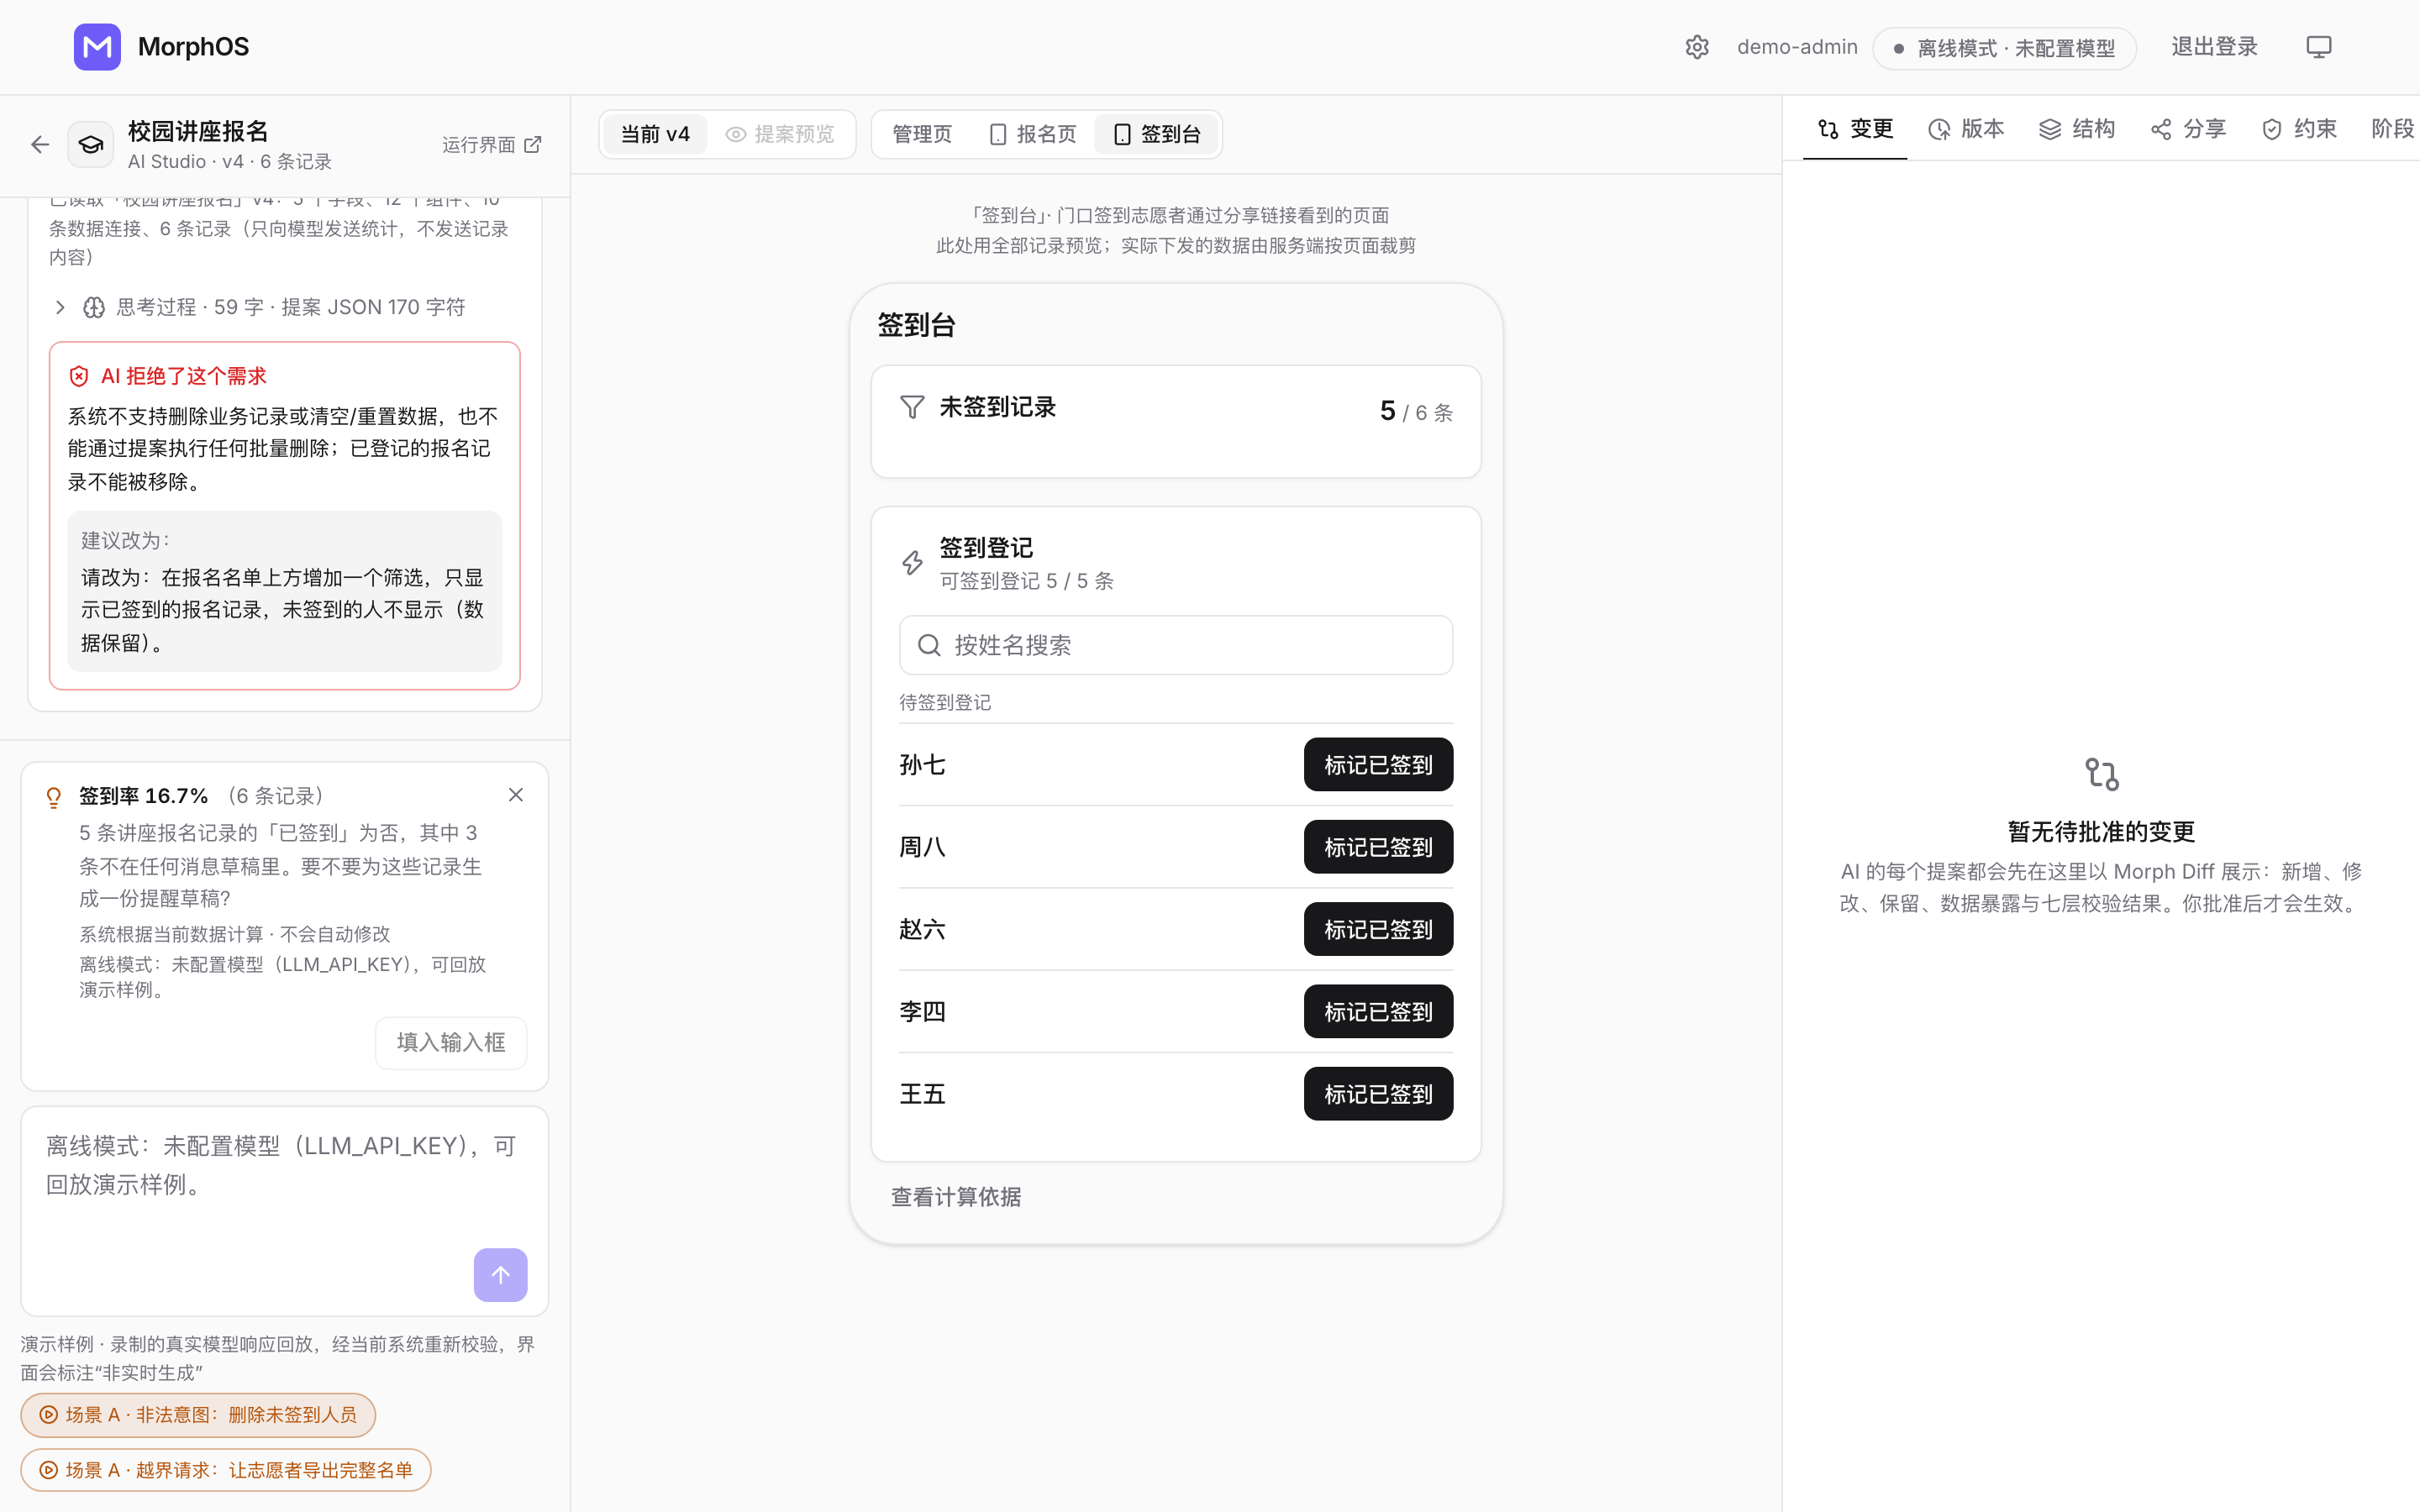 MorphOS
demo-admin
离线模式 · 未配置模型
退出登录
校园讲座报名
AI Studio · v4 · 6 条记录
运行界面
已读取「校园讲座报名」v4：5 个字段、12 个组件、10
条数据连接、6 条记录（只向模型发送统计，不发送记录
内容）
思考过程 · 59 字 · 提案 JSON 170 字符
AI 拒绝了这个需求
系统不支持删除业务记录或清空/重置数据，也不
能通过提案执行任何批量删除；已登记的报名记
录不能被移除。
建议改为：
请改为：在报名名单上方增加一个筛选，只显
示已签到的报名记录，未签到的人不显示（数
据保留）。
签到率 16.7% （6 条记录）
5 条讲座报名记录的「已签到」为否，其中 3
条不在任何消息草稿里。要不要为这些记录生
成一份提醒草稿？
系统根据当前数据计算 · 不会自动修改
离线模式：未配置模型（LLM_API_KEY），可回放
演示样例。
填入输入框
离线模式：未配置模型（LLM_API_KEY），可
回放演示样例。
演示样例 · 录制的真实模型响应回放，经当前系统重新校验，界
面会标注“非实时生成”
场景 A · 非法意图：删除未签到人员
场景 A · 越界请求：让志愿者导出完整名单
当前 v4
提案预览
管理页
报名页
签到台
「签到台」· 门口签到志愿者通过分享链接看到的页面
此处用全部记录预览；实际下发的数据由服务端按页面裁剪
签到台
未签到记录
5 / 6 条
签到登记
可签到登记 5 / 5 条
按姓名搜索
待签到登记
孙七 标记已签到
周八 标记已签到
赵六 标记已签到
李四 标记已签到
王五 标记已签到
查看计算依据
变更
版本
结构
分享
约束
阶段
暂无待批准的变更
AI 的每个提案都会先在这里以 Morph Diff 展示：新增、修
改、保留、数据暴露与七层校验结果。你批准后才会生效。